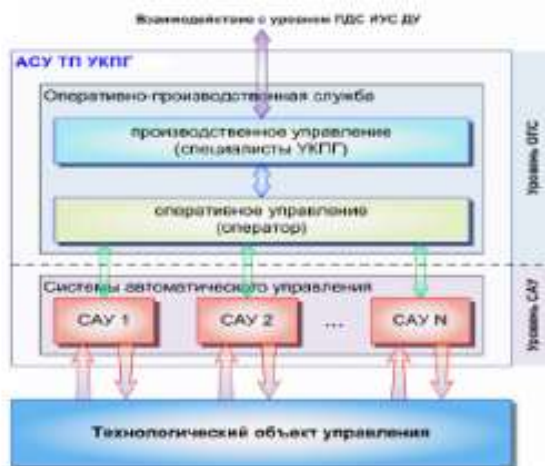 Взаимодействие с уровнем ПДС ИУС ДУ
АСУ ТП УКПГ
Оперативно-производственная служба
производственное управление
(специалисты УКПГ)
оперативное управление
(оператор)
Системы автоматического управления
САУ 1
САУ 2
...
САУ N
Технологический объект управления
Уровень ОПС
Уровень САУ